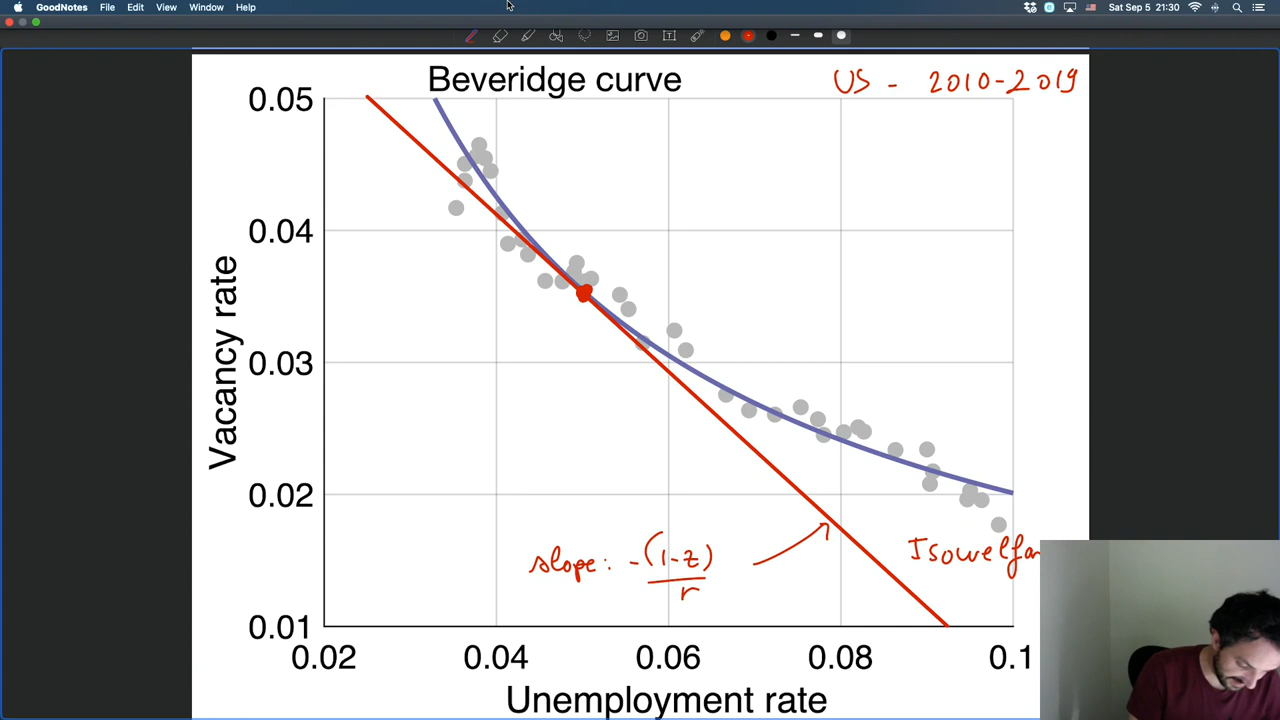 GoodNotes File Edit View Window Help Sat Sep 5 21:30
Beveridge curve
US - 2010-2019
0.05
0.04
0.03
0.02
0.01
Vacancy rate
slope: -(1-z)
r
0.02 0.04 0.06 0.08 0.1
Unemployment rate